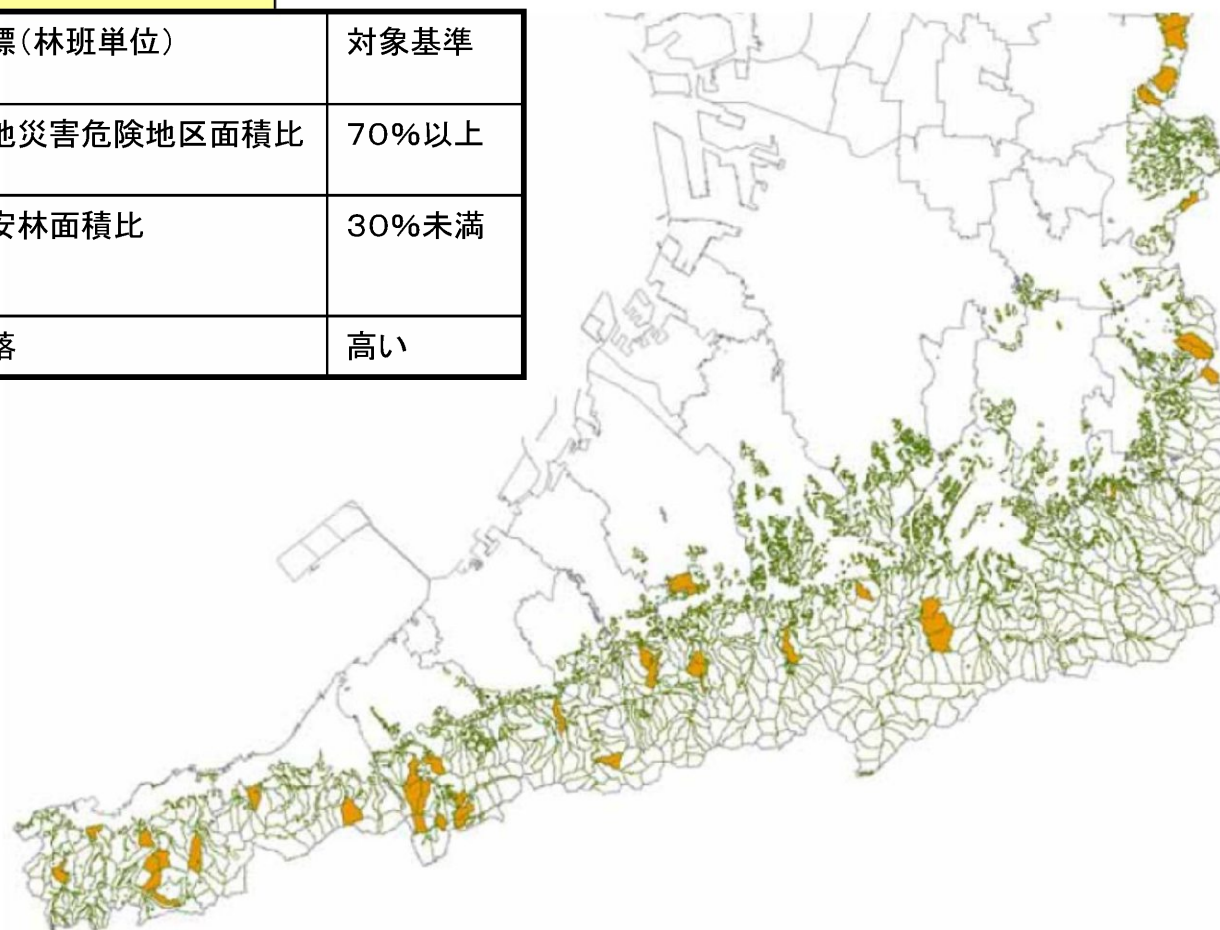 標(林班単位) 対象基準
地災害危険地区面積比 70%以上
安林面積比 30%未満
落 高い